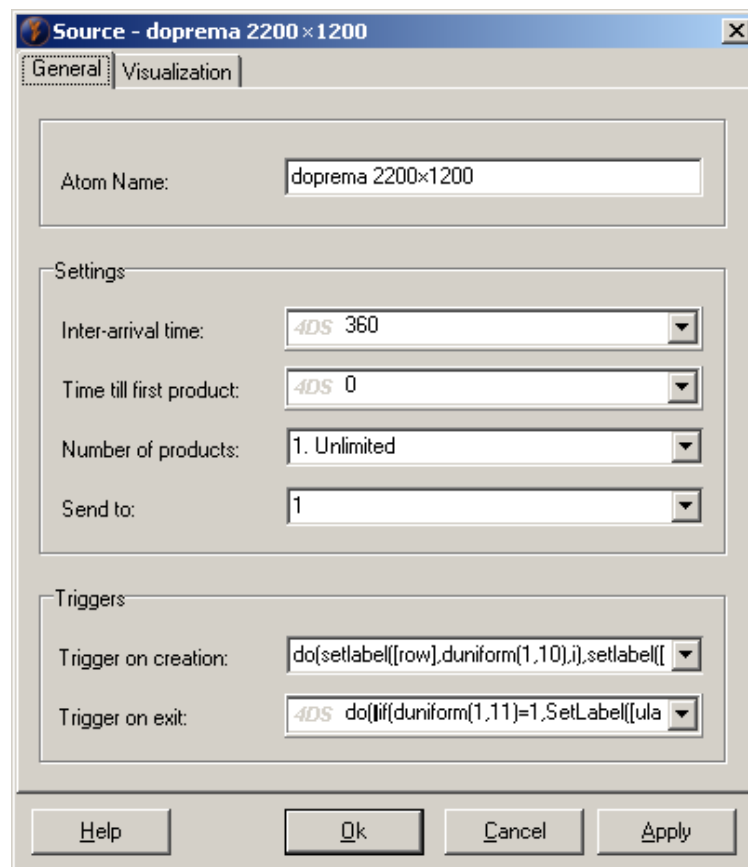 Source - doprema 2200×1200
General Visualization
Atom Name: doprema 2200×1200
Settings
Inter-arrival time: 4DS 360
Time till first product: 4DS 0
Number of products: 1. Unlimited
Send to: 1
Triggers
Trigger on creation: do(setlabel([row],duniform(1,10),i),setlabel([
Trigger on exit: 4DS do(If(duniform(1,11)=1,SetLabel([ula
Help Ok Cancel Apply